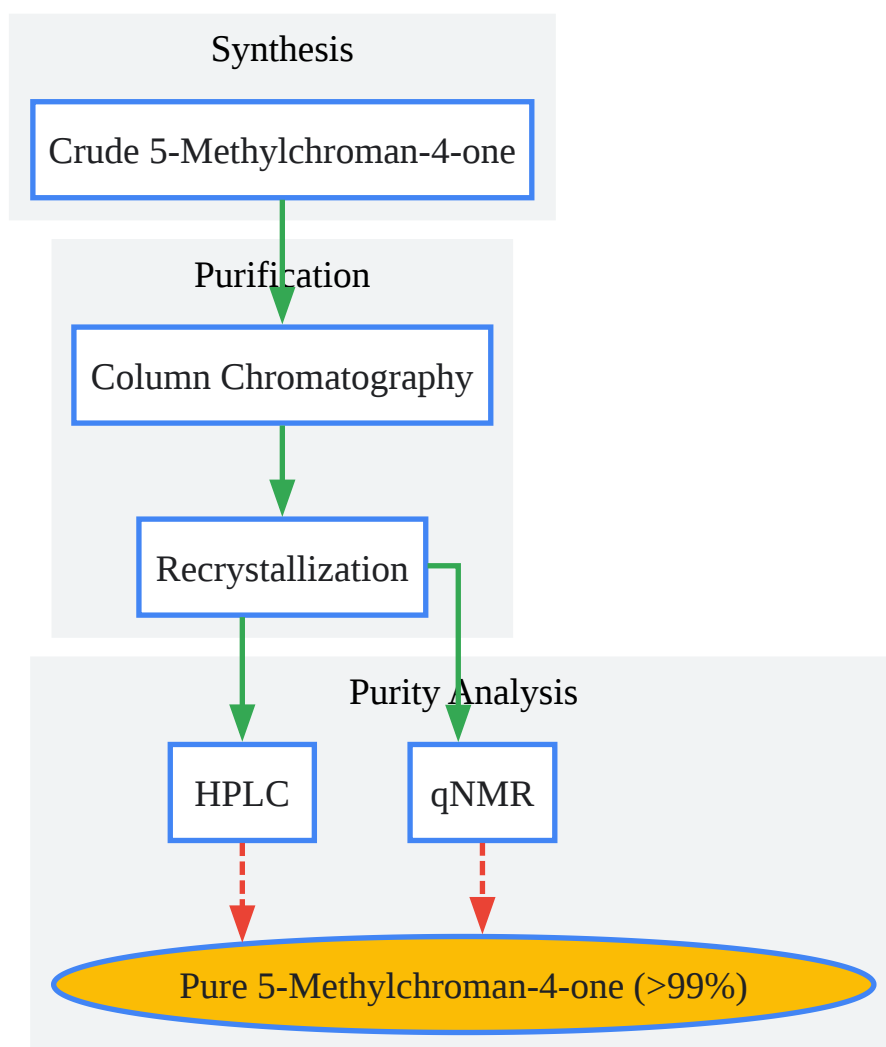 Synthesis
Crude 5-Methylchroman-4-one
Purification
Column Chromatography
Recrystallization
Purity Analysis
HPLC
qNMR
Pure 5-Methylchroman-4-one (>99%)